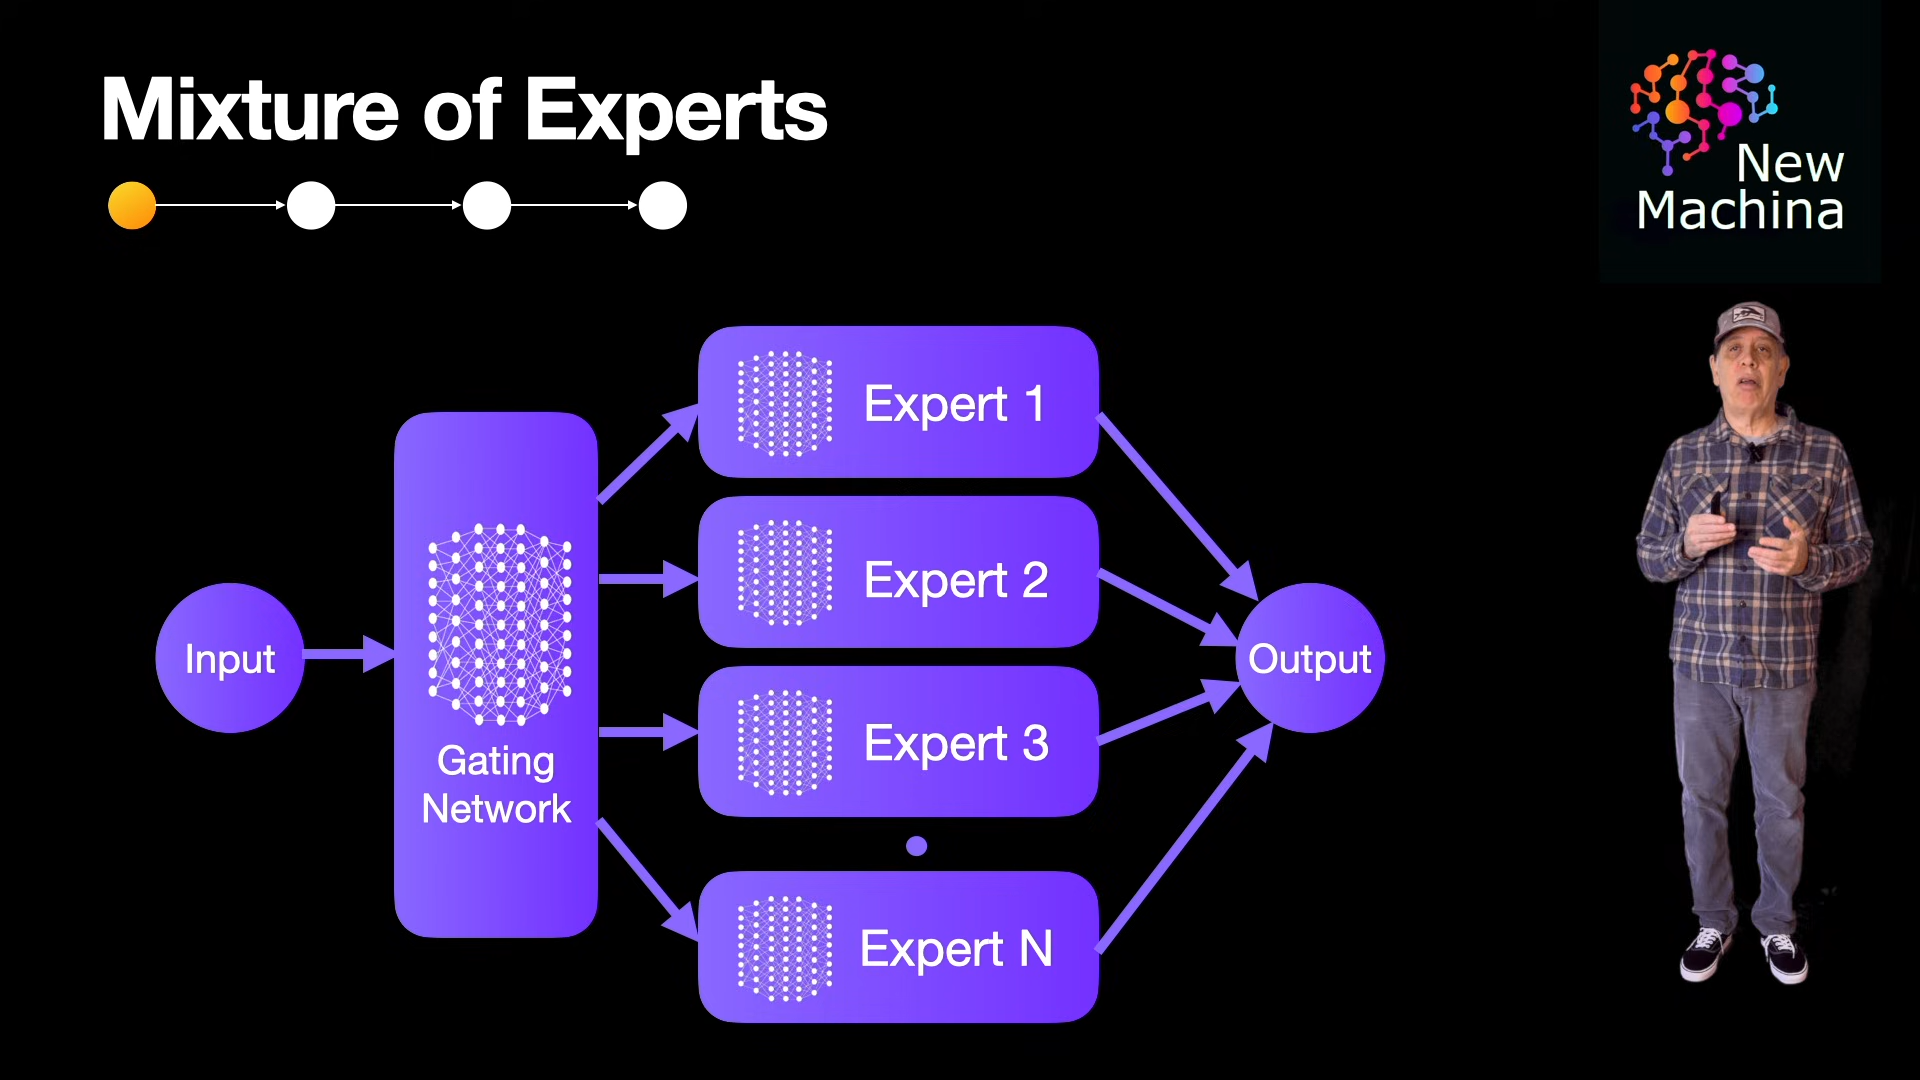 Mixture of Experts
New
Machina
Input
Gating
Network
Expert 1
Expert 2
Expert 3
Expert N
Output